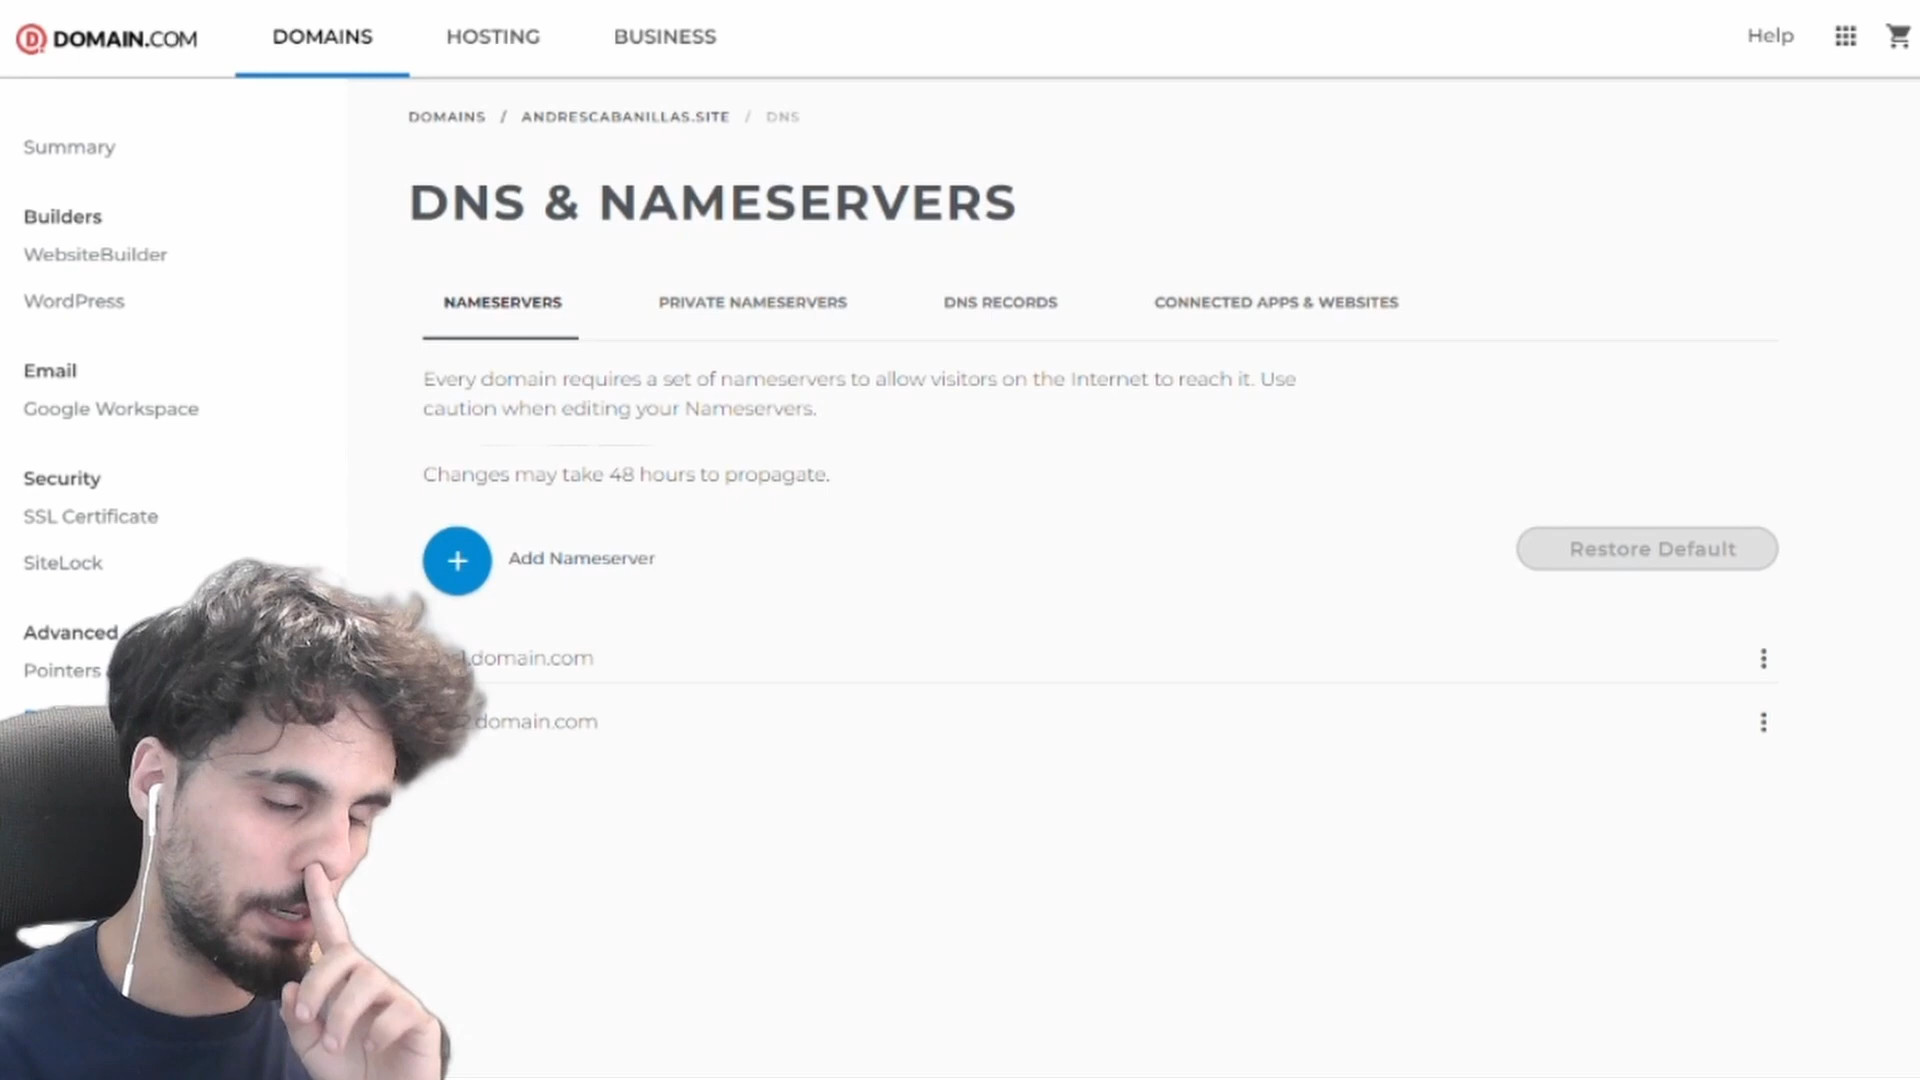 DOMAIN.COM
DOMAINS
HOSTING
BUSINESS
Help
DOMAINS / ANDRESCABANILLAS.SITE / DNS
Summary
DNS & NAMESERVERS
Builders
WebsiteBuilder
WordPress
NAMESERVERS
PRIVATE NAMESERVERS
DNS RECORDS
CONNECTED APPS & WEBSITES
Email
Google Workspace
Every domain requires a set of nameservers to allow visitors on the Internet to reach it. Use
caution when editing your Nameservers.
Changes may take 48 hours to propagate.
Security
SSL Certificate
SiteLock
Add Nameserver
Restore Default
Advanced
Pointers
.domain.com
.domain.com